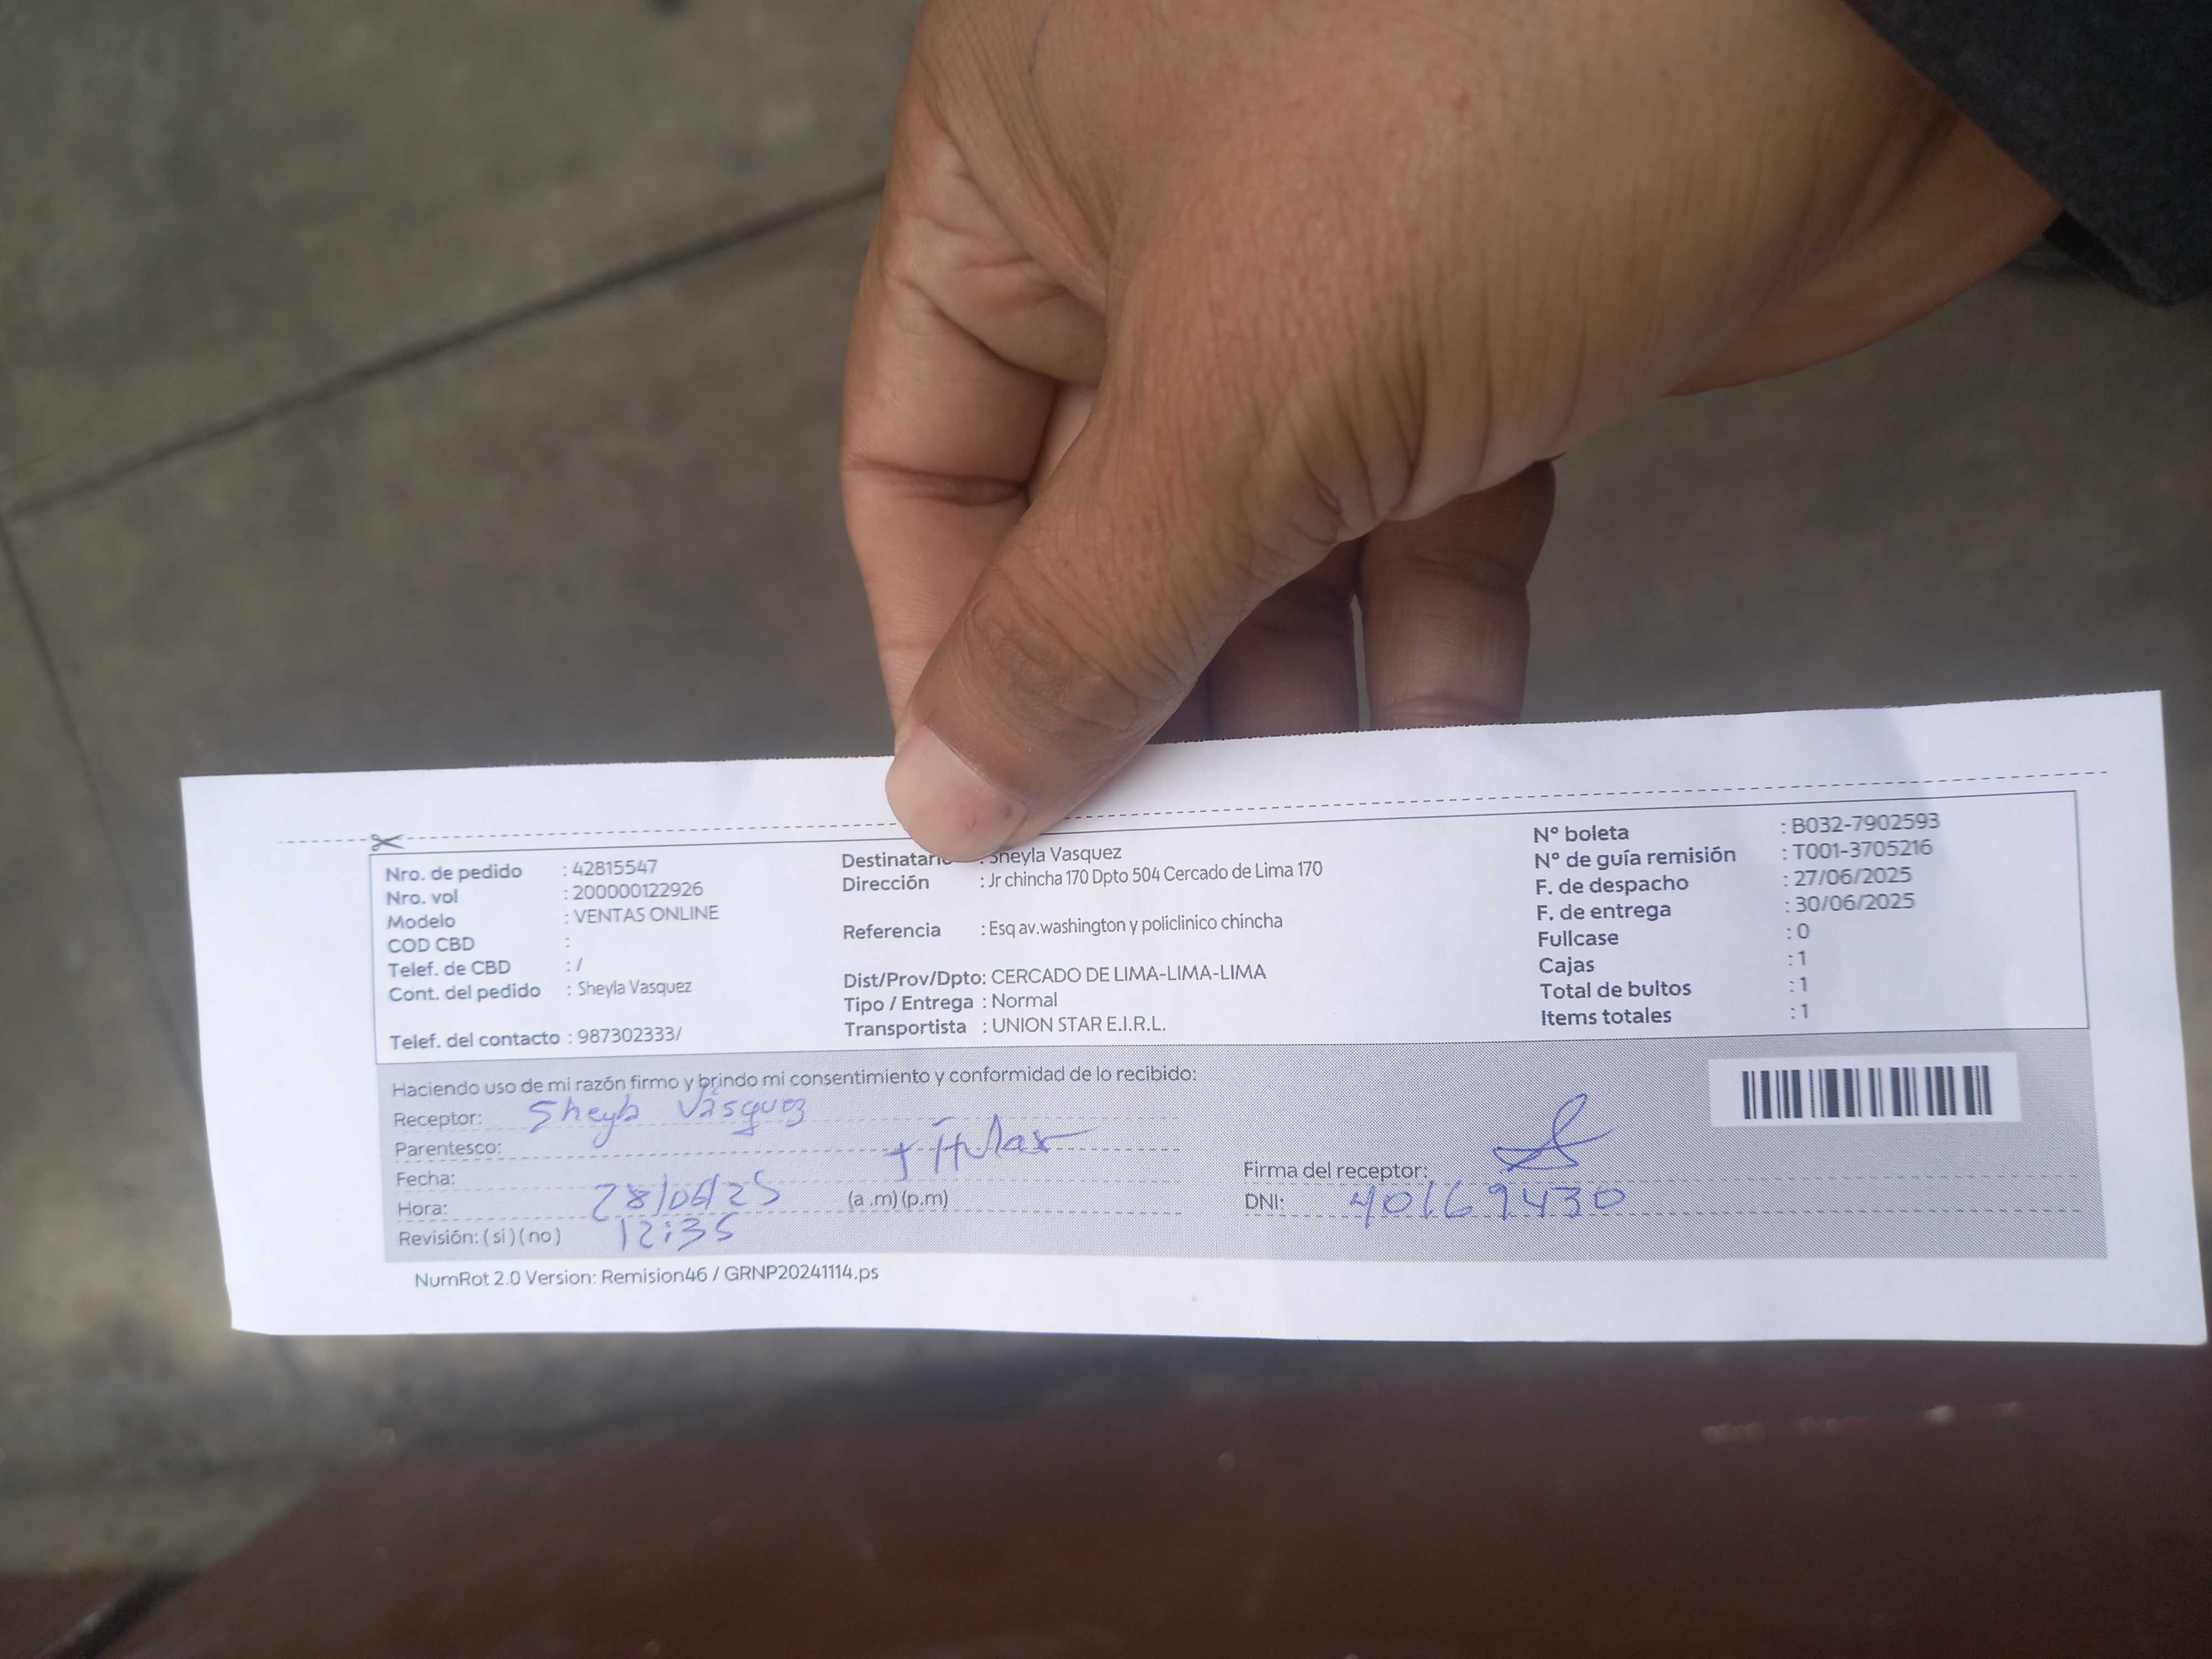 Nro. de pedido : 42815547
Nro. vol : 200000122926
Modelo : VENTAS ONLINE
COD CBD :
Telef. de CBD : /
Cont. del pedido : Sheyla Vasquez
Telef. del contacto : 987302333/
Destinatario : Sheyla Vasquez
Dirección : Jr chincha 170 Dpto 504 Cercado de Lima 170
Referencia : Esq av.washington y policlinico chincha
Dist/Prov/Dpto: CERCADO DE LIMA-LIMA-LIMA
Tipo / Entrega : Normal
Transportista : UNION STAR E.I.R.L.
Nº boleta : B032-7902593
Nº de guía remisión : T001-3705216
F. de despacho : 27/06/2025
F. de entrega : 30/06/2025
Fullcase : 0
Cajas : 1
Total de bultos : 1
Items totales : 1
Haciendo uso de mi razón firmo y brindo mi consentimiento y conformidad de lo recibido:
Receptor: Sheyla Vásquez
Parentesco: Titular
Fecha: 28/06/25
Hora: 12:35 (a .m) (p.m)
Revisión: ( si ) ( no )
Firma del receptor:
DNI: 40169430
NumRot 2.0 Version: Remision46 / GRNP20241114.ps